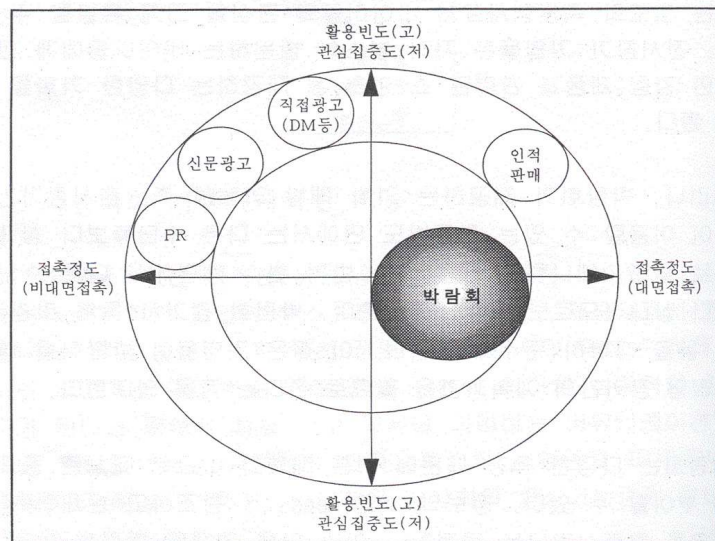 활용빈도(고)
관심집중도(저)
직접광고
(DM등)
신문광고
인적
판매
PR
접촉정도
(비대면접촉)
박람회
접촉정도
(대면접촉)
활용빈도(고)
관심집중도(저)